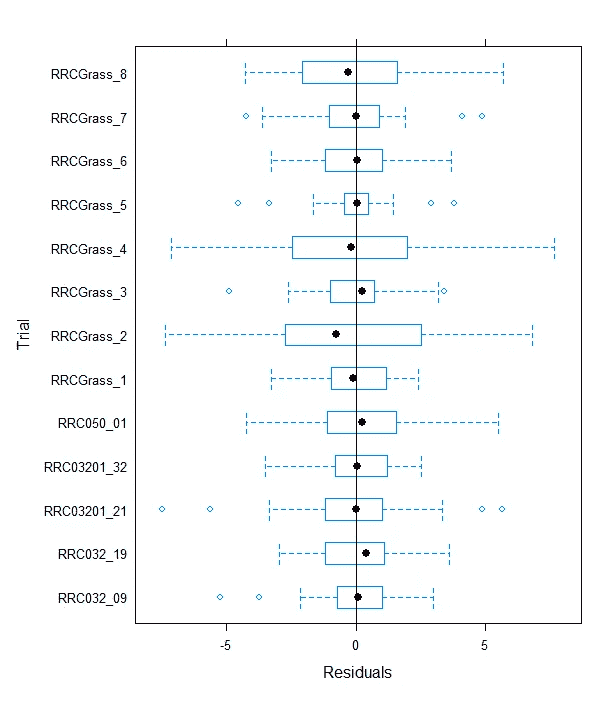 RRCGrass_8
RRCGrass_7
RRCGrass_6
RRCGrass_5
RRCGrass_4
RRCGrass_3
RRCGrass_2
RRCGrass_1
RRC050_01
RRC03201_32
RRC03201_21
RRC032_19
RRC032_09
Trial
-5 0 5
Residuals